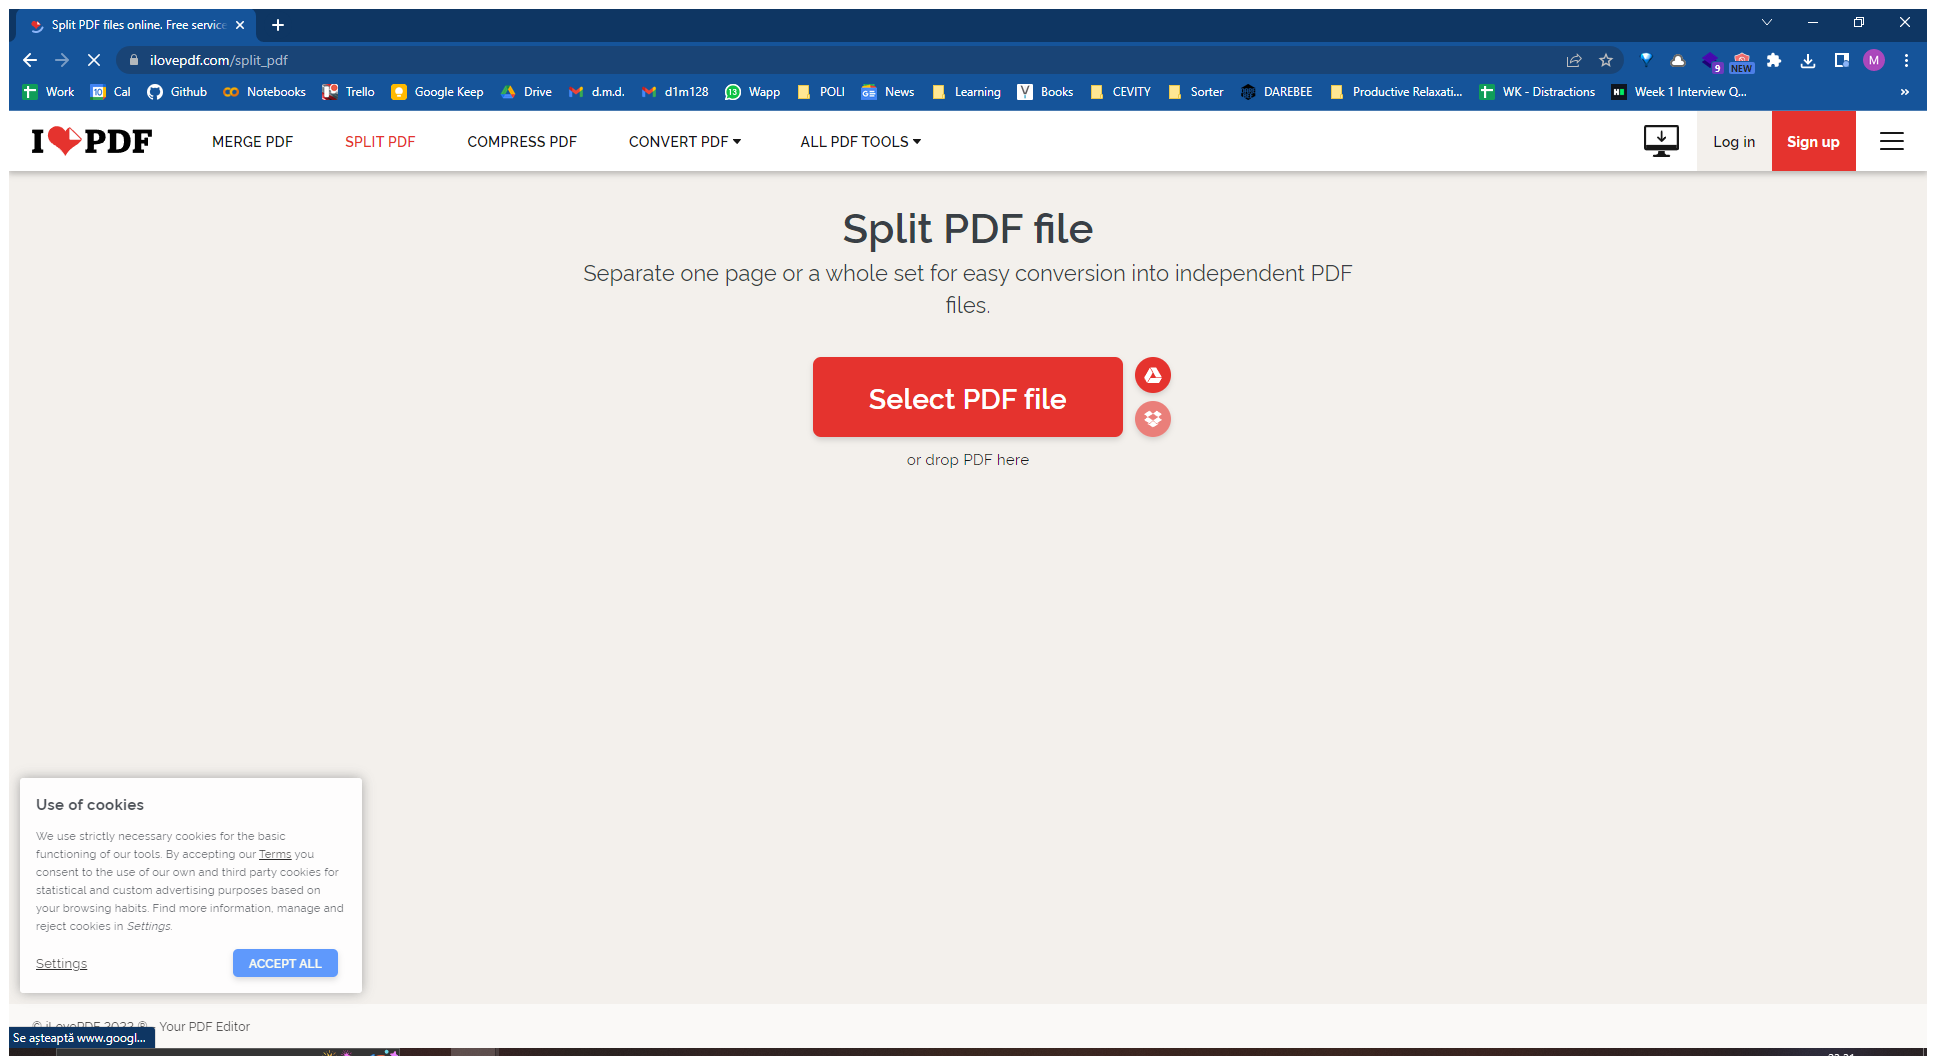 Split PDF files online. Free service
ilovepdf.com/split_pdf
9
NEW
M
Work
10 Cal
Github
Notebooks
Trello
Google Keep
Drive
d.m.d.
d1m128
13 Wapp
POLI
News
Learning
Books
CEVITY
Sorter
DAREBEE
Productive Relaxati...
WK - Distractions
Week 1 Interview Q...
I PDF
MERGE PDF
SPLIT PDF
COMPRESS PDF
CONVERT PDF
ALL PDF TOOLS
Log in
Sign up
Split PDF file
Separate one page or a whole set for easy conversion into independent PDF
files.
Select PDF file
or drop PDF here
Use of cookies
We use strictly necessary cookies for the basic
functioning of our tools. By accepting our Terms you
consent to the use of our own and third party cookies for
statistical and custom advertising purposes based on
your browsing habits. Find more information, manage and
reject cookies in Settings.
Settings
ACCEPT ALL
© iLovePDF 2022 ® - Your PDF Editor
Se așteaptă www.googl...